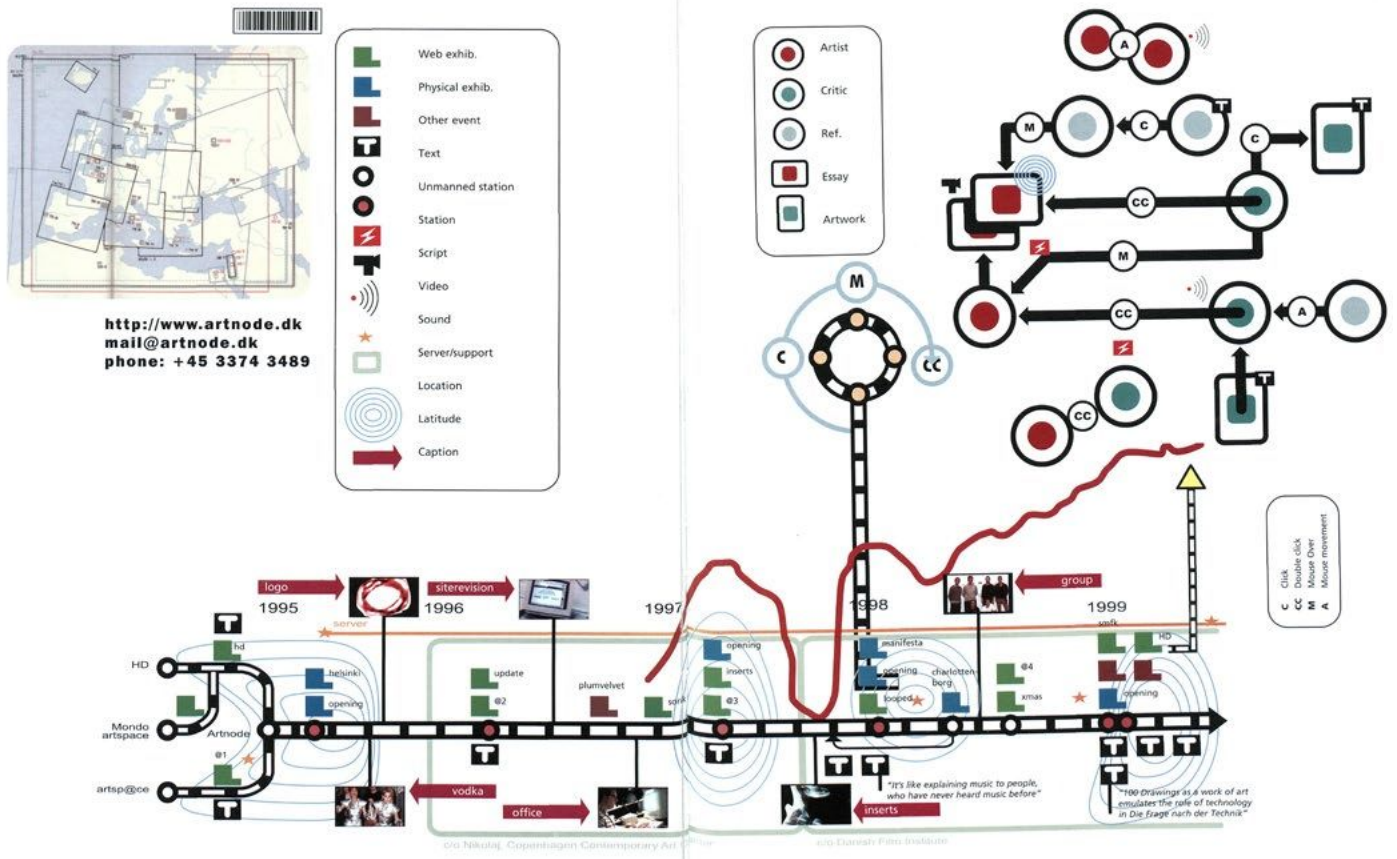 http://www.artnode.dk
mail@artnode.dk
phone: +45 3374 3489
Web exhib.
Physical exhib.
Other event
Text
Unmanned station
Station
Script
Video
Sound
Server/support
Location
Latitude
Caption
T
Artist
Critic
Ref.
Essay
Artwork
A
M
C
T
C
T
CC
M
CC
A
CC
T
M
C
CC
C Click
CC Double click
M Mouse Over
A Mouse movement
logo
siterevision
group
1995
1996
1997
1998
1999
server
T
hd
HD
helsinki
opening
update
@2
plumvelvet
opening
inserts
@3
manifesta
opening
looped
charlotten-
borg
@4
xmas
smfk
HD
opening
Mondo
artspace
Artnode
@1
artsp@ce
T
T
T
T
T
T
T
T
T
vodka
office
inserts
"It's like explaining music to people,
who have never heard music before"
"100 Drawings as a work of art
emulates the role of technology
in Die Frage nach der Technik"
c/o Nikolaj, Copenhagen Contemporary Art
c/o Danish Film Institute